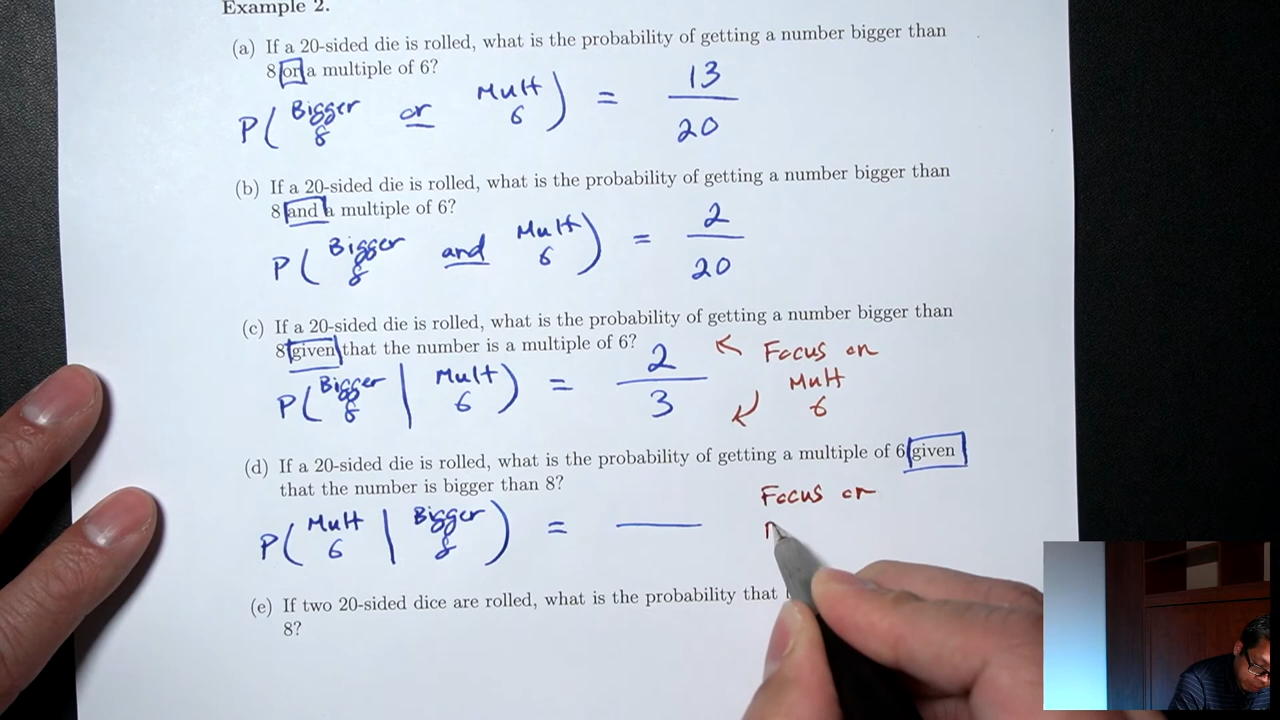 Example 2.
(a) If a 20-sided die is rolled, what is the probability of getting a number bigger than
8 or a multiple of 6?
P( Bigger 8 or Mult 6 ) = 13/20
(b) If a 20-sided die is rolled, what is the probability of getting a number bigger than
8 and a multiple of 6?
P( Bigger 8 and Mult 6 ) = 2/20
(c) If a 20-sided die is rolled, what is the probability of getting a number bigger than
8 given that the number is a multiple of 6?
P( Bigger 8 | Mult 6 ) = 2/3
Focus on
Mult
6
(d) If a 20-sided die is rolled, what is the probability of getting a multiple of 6 given
that the number is bigger than 8?
P( Mult 6 | Bigger 8 ) =
Focus on
(e) If two 20-sided dice are rolled, what is the probability that
8?